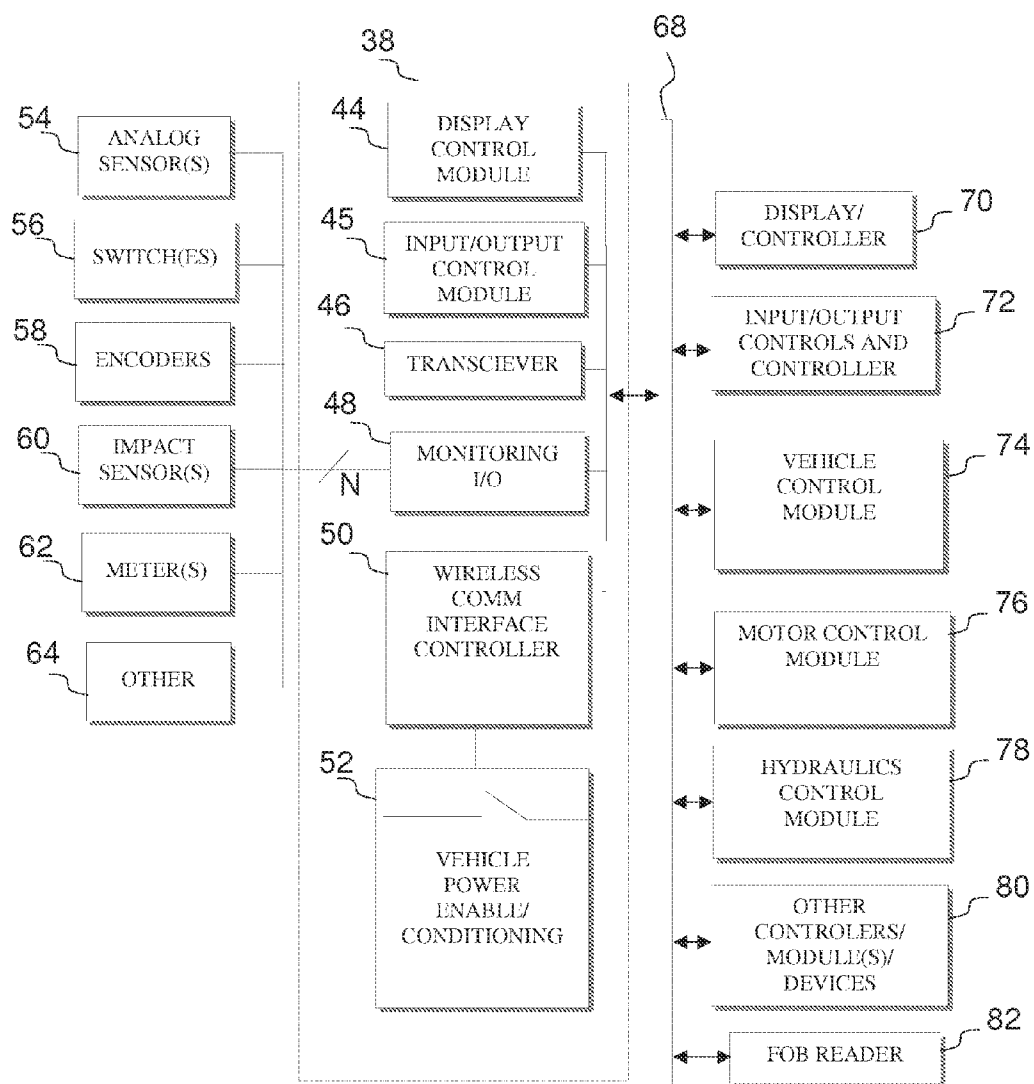 38
68
54
ANALOG
SENSOR(S)
56
SWITCH(ES)
58
ENCODERS
60
IMPACT
SENSOR(S)
62
METER(S)
64
OTHER
44
DISPLAY
CONTROL
MODULE
45
INPUT/OUTPUT
CONTROL
MODULE
46
TRANSCIEVER
48
MONITORING
I/O
N
50
WIRELESS
COMM
INTERFACE
CONTROLLER
52
VEHICLE
POWER
ENABLE/
CONDITIONING
DISPLAY/
CONTROLLER
70
INPUT/OUTPUT
CONTROLS AND
CONTROLLER
72
VEHICLE
CONTROL
MODULE
74
MOTOR CONTROL
MODULE
76
HYDRAULICS
CONTROL
MODULE
78
OTHER
CONTROLERS/
MODULE(S)/
DEVICES
80
FOB READER
82